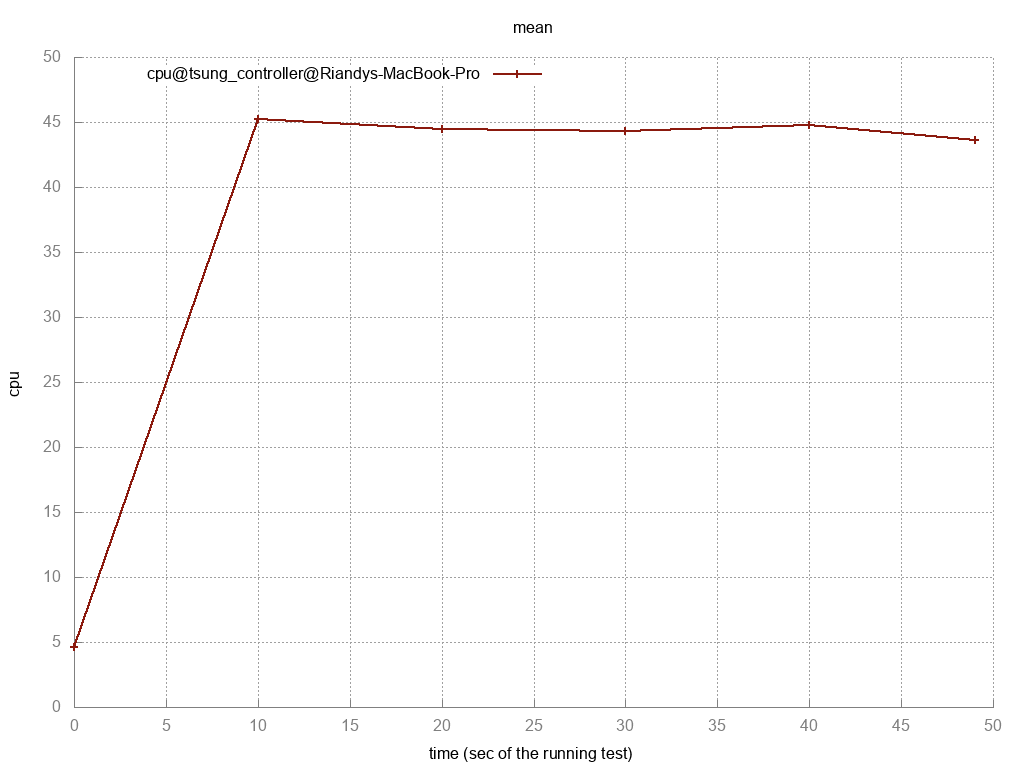 mean
50
cpu@tsung_controller@Riandys-MacBook-Pro
45
40
35
30
25
cpu
20
15
10
5
0
0 5 10 15 20 25 30 35 40 45 50
time (sec of the running test)